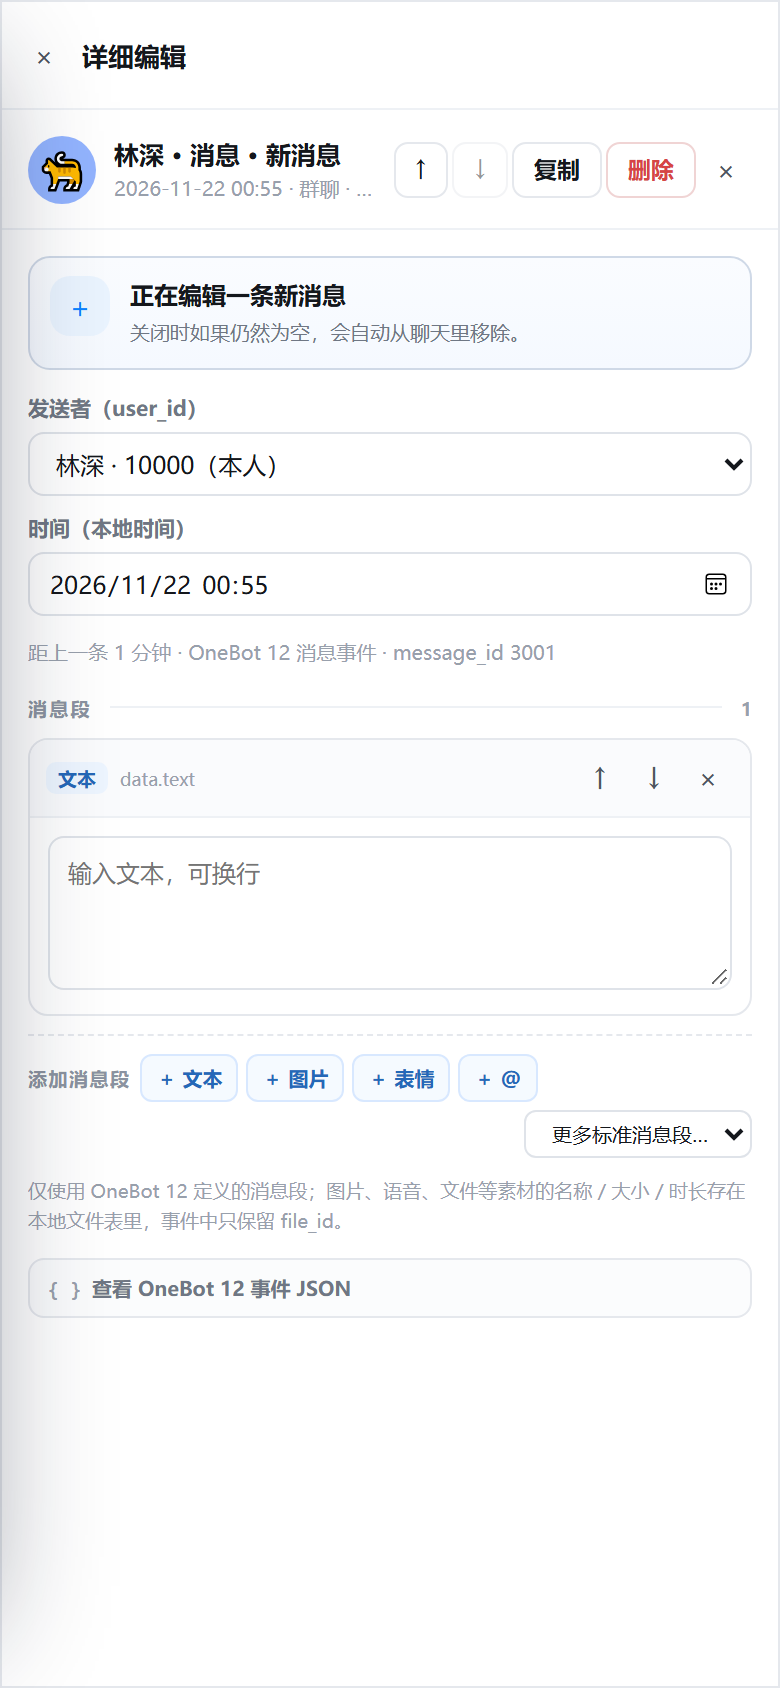 × 详细编辑
林深 • 消息 • 新消息
2026-11-22 00:55 · 群聊 · ...
↑ ↓ 复制 删除 ×
+ 正在编辑一条新消息
关闭时如果仍然为空，会自动从聊天里移除。
发送者（user_id）
林深 · 10000（本人）
时间（本地时间）
2026/11/22 00:55
距上一条 1 分钟 · OneBot 12 消息事件 · message_id 3001
消息段 1
文本 data.text ↑ ↓ ×
输入文本，可换行
添加消息段 + 文本 + 图片 + 表情 + @
更多标准消息段...
仅使用 OneBot 12 定义的消息段；图片、语音、文件等素材的名称 / 大小 / 时长存在
本地文件表里，事件中只保留 file_id。
{ } 查看 OneBot 12 事件 JSON